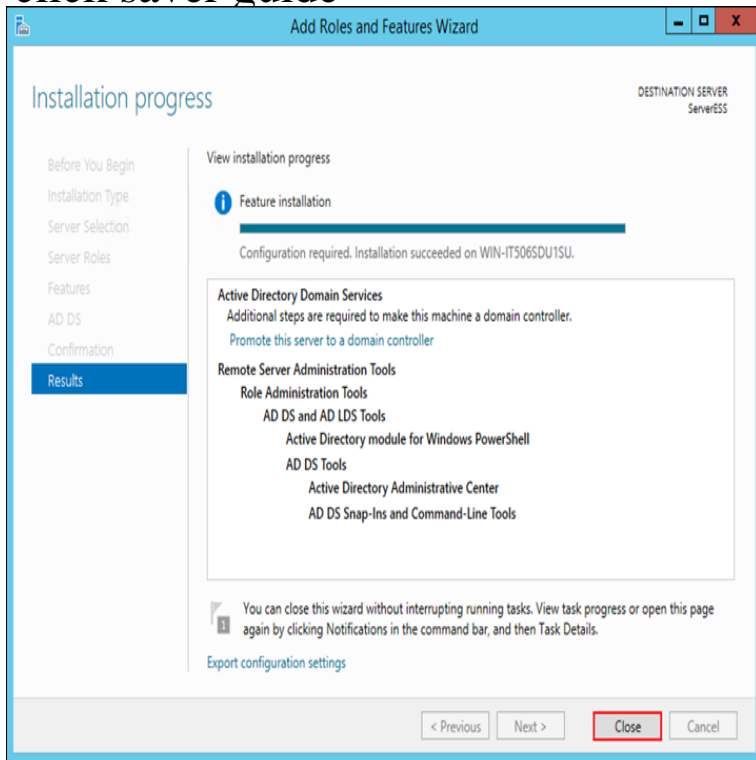 Add Roles and Features Wizard
Installation progress
DESTINATION SERVER
ServerESS
Before You Begin
Installation Type
Server Selection
Server Roles
Features
AD DS
Confirmation
Results
View installation progress
Feature installation
Configuration required. Installation succeeded on WIN-IT506SDU1SU.
Active Directory Domain Services
Additional steps are required to make this machine a domain controller.
Promote this server to a domain controller
Remote Server Administration Tools
Role Administration Tools
AD DS and AD LDS Tools
Active Directory module for Windows PowerShell
AD DS Tools
Active Directory Administrative Center
AD DS Snap-Ins and Command-Line Tools
1
You can close this wizard without interrupting running tasks. View task progress or open this page
again by clicking Notifications in the command bar, and then Task Details.
Export configuration settings
< Previous
Next >
Close
Cancel